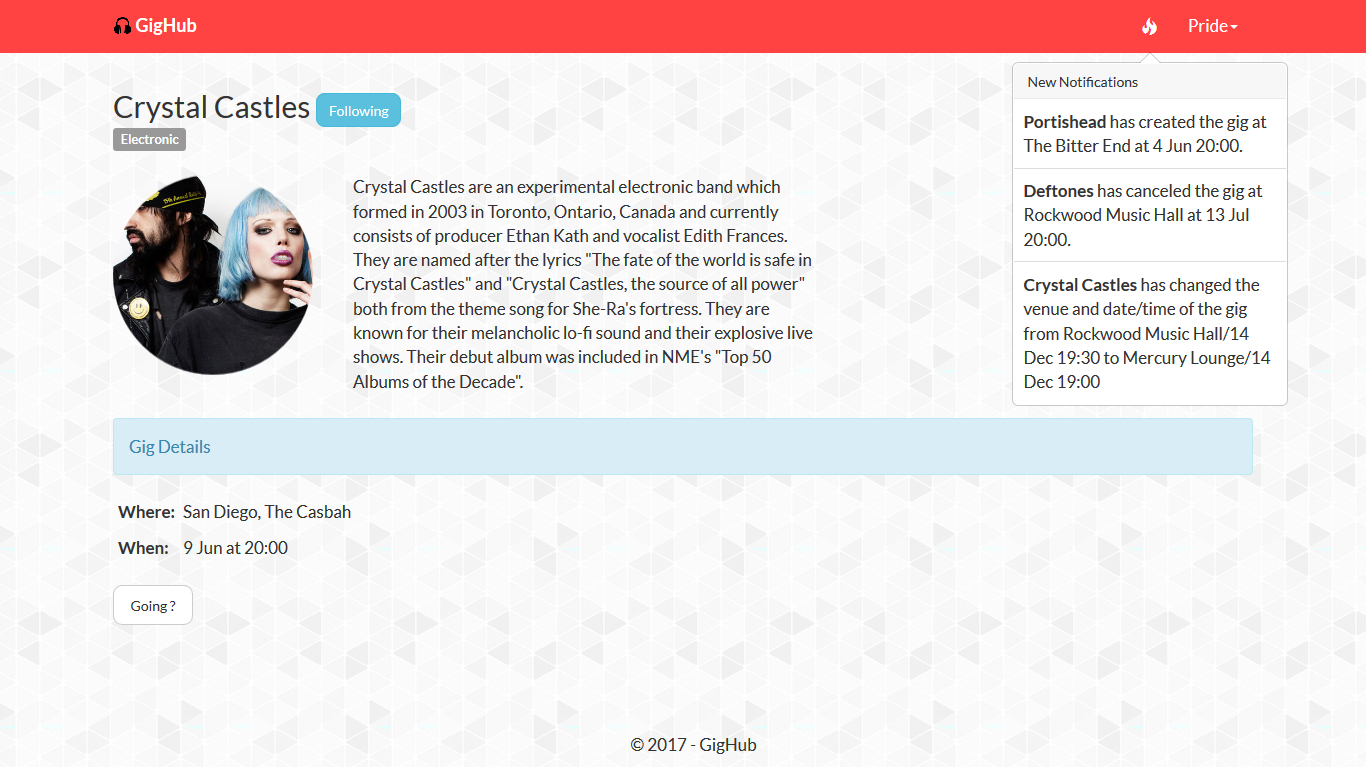 GigHub
Pride
New Notifications
Portishead has created the gig at
The Bitter End at 4 Jun 20:00.
Deftones has canceled the gig at
Rockwood Music Hall at 13 Jul
20:00.
Crystal Castles has changed the
venue and date/time of the gig
from Rockwood Music Hall/14
Dec 19:30 to Mercury Lounge/14
Dec 19:00
Crystal Castles Following
Electronic
Crystal Castles are an experimental electronic band which
formed in 2003 in Toronto, Ontario, Canada and currently
consists of producer Ethan Kath and vocalist Edith Frances.
They are named after the lyrics "The fate of the world is safe in
Crystal Castles" and "Crystal Castles, the source of all power"
both from the theme song for She-Ra's fortress. They are
known for their melancholic lo-fi sound and their explosive live
shows. Their debut album was included in NME's "Top 50
Albums of the Decade".
Gig Details
Where: San Diego, The Casbah
When: 9 Jun at 20:00
Going ?
© 2017 - GigHub